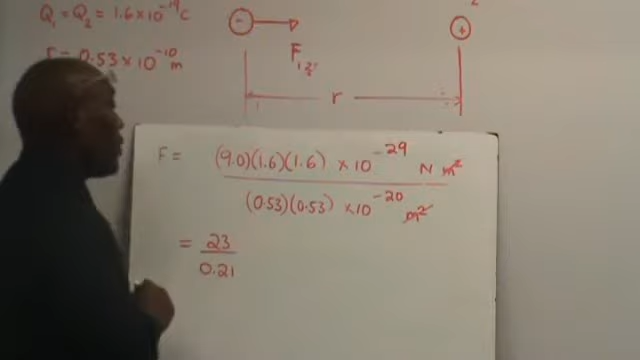 Q₁ = Q₂ = 1.6 × 10⁻¹⁹ C
r = 0.53 × 10⁻¹⁰ m
− +
2
F₁₂
r
F = (9.0)(1.6)(1.6) × 10⁻²⁹ N m²
(0.53)(0.53) × 10⁻²⁰ m²
= 23
0.21